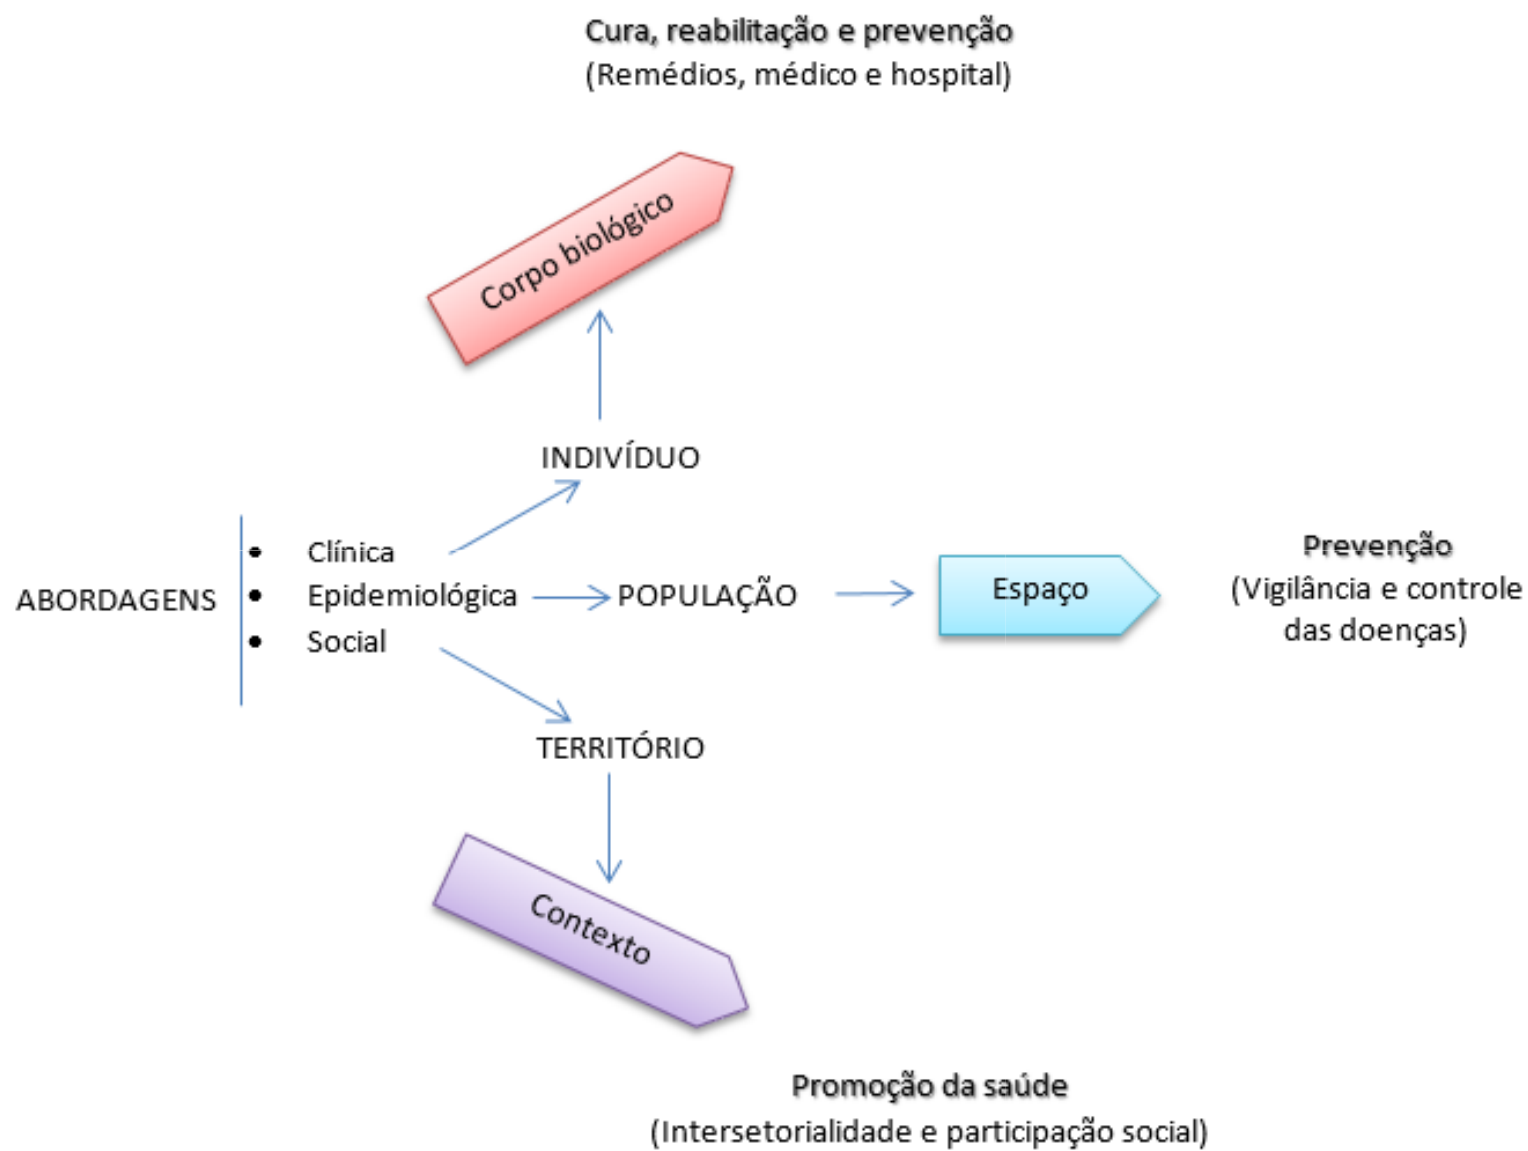 Cura, reabilitação e prevenção
(Remédios, médico e hospital)
Corpo biológico
INDIVÍDUO
ABORDAGENS
• Clínica
• Epidemiológica
• Social
POPULAÇÃO
Espaço
Prevenção
(Vigilância e controle
das doenças)
TERRITÓRIO
Contexto
Promoção da saúde
(Intersetorialidade e participação social)